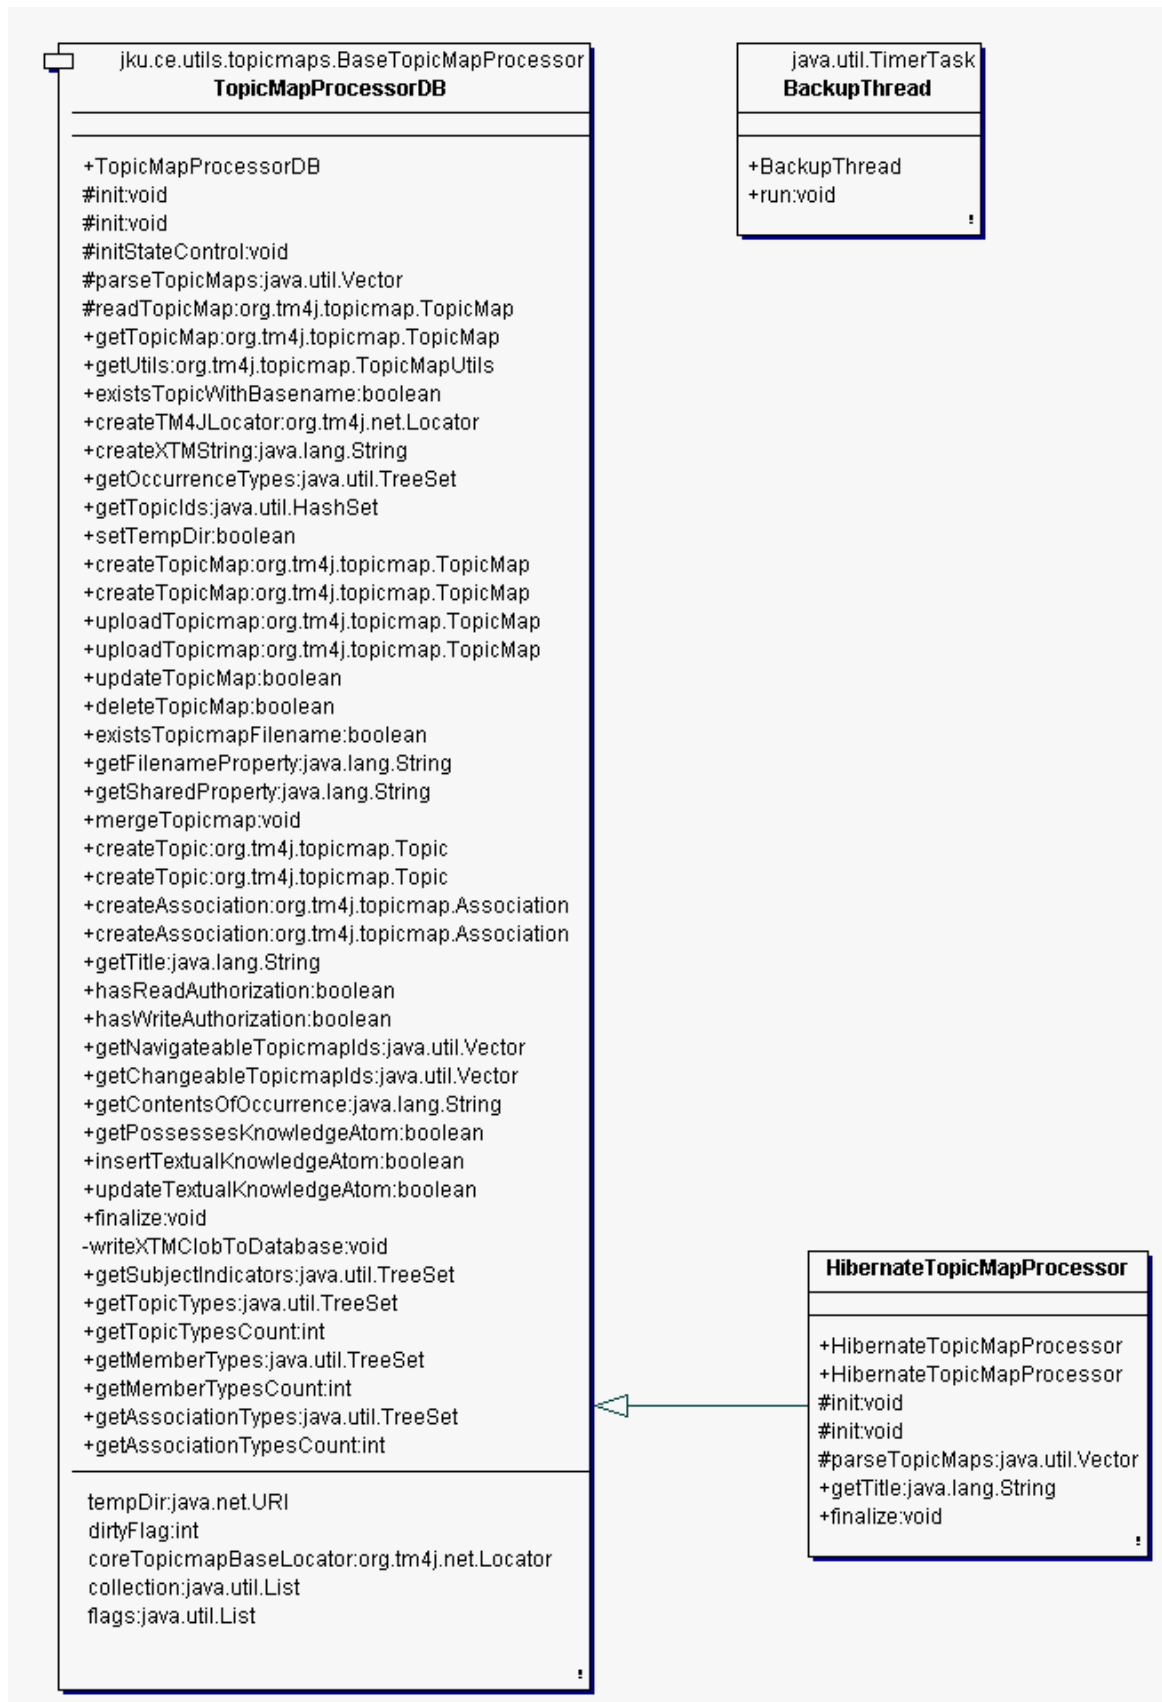 jku.ce.utils.topicmaps.BaseTopicMapProcessor
TopicMapProcessorDB
+TopicMapProcessorDB
#init:void
#init:void
#initStateControl:void
#parseTopicMaps:java.util.Vector
#readTopicMap:org.tm4j.topicmap.TopicMap
+getTopicMap:org.tm4j.topicmap.TopicMap
+getUtils:org.tm4j.topicmap.TopicMapUtils
+existsTopicWithBasename:boolean
+createTM4JLocator:org.tm4j.net.Locator
+createXTMString:java.lang.String
+getOccurrenceTypes:java.util.TreeSet
+getTopicIds:java.util.HashSet
+setTempDir:boolean
+createTopicMap:org.tm4j.topicmap.TopicMap
+createTopicMap:org.tm4j.topicmap.TopicMap
+uploadTopicmap:org.tm4j.topicmap.TopicMap
+uploadTopicmap:org.tm4j.topicmap.TopicMap
+updateTopicMap:boolean
+deleteTopicMap:boolean
+existsTopicmapFilename:boolean
+getFilenameProperty:java.lang.String
+getSharedProperty:java.lang.String
+mergeTopicmap:void
+createTopic:org.tm4j.topicmap.Topic
+createTopic:org.tm4j.topicmap.Topic
+createAssociation:org.tm4j.topicmap.Association
+createAssociation:org.tm4j.topicmap.Association
+getTitle:java.lang.String
+hasReadAuthorization:boolean
+hasWriteAuthorization:boolean
+getNavigateableTopicmapIds:java.util.Vector
+getChangeableTopicmapIds:java.util.Vector
+getContentsOfOccurrence:java.lang.String
+getPossessesKnowledgeAtom:boolean
+insertTextualKnowledgeAtom:boolean
+updateTextualKnowledgeAtom:boolean
+finalize:void
-writeXTMClobToDatabase:void
+getSubjectIndicators:java.util.TreeSet
+getTopicTypes:java.util.TreeSet
+getTopicTypesCount:int
+getMemberTypes:java.util.TreeSet
+getMemberTypesCount:int
+getAssociationTypes:java.util.TreeSet
+getAssociationTypesCount:int
tempDir:java.net.URI
dirtyFlag:int
coreTopicmapBaseLocator:org.tm4j.net.Locator
collection:java.util.List
flags:java.util.List
java.util.TimerTask
BackupThread
+BackupThread
+run:void
HibernateTopicMapProcessor
+HibernateTopicMapProcessor
+HibernateTopicMapProcessor
#init:void
#init:void
#parseTopicMaps:java.util.Vector
+getTitle:java.lang.String
+finalize:void